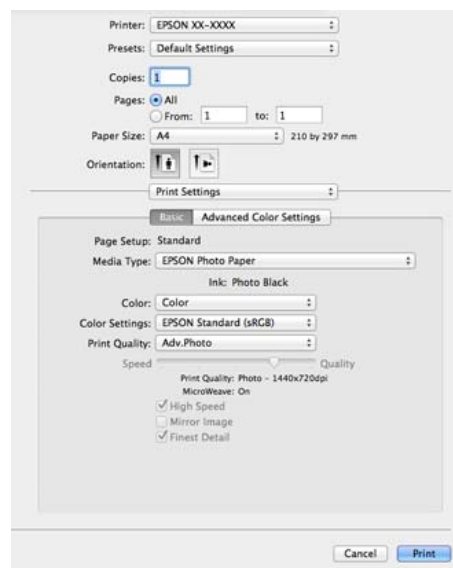 Printer: EPSON XX-XXXX
Presets: Default Settings
Copies: 1
Pages: All
From: 1 to: 1
Paper Size: A4 210 by 297 mm
Orientation:
Print Settings
Basic Advanced Color Settings
Page Setup: Standard
Media Type: EPSON Photo Paper
Ink: Photo Black
Color: Color
Color Settings: EPSON Standard (sRGB)
Print Quality: Adv.Photo
Speed Quality
Print Quality: Photo - 1440x720dpi
MicroWeave: On
High Speed
Mirror Image
Finest Detail
Cancel Print